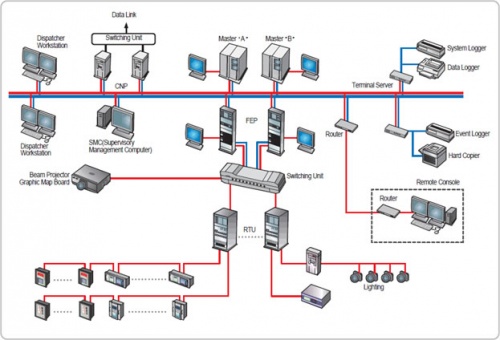 Data Link
Dispatcher
Workstation
Switching Unit
Master "A"
Master "B"
System Logger
Data Logger
CNP
Terminal Server
FEP
Dispatcher
Workstation
SMC(Supervisory
Management Computer)
Router
Event Logger
Hard Copier
Beam Projector
Graphic Map Board
Switching Unit
Remote Console
Router
RTU
Lighting